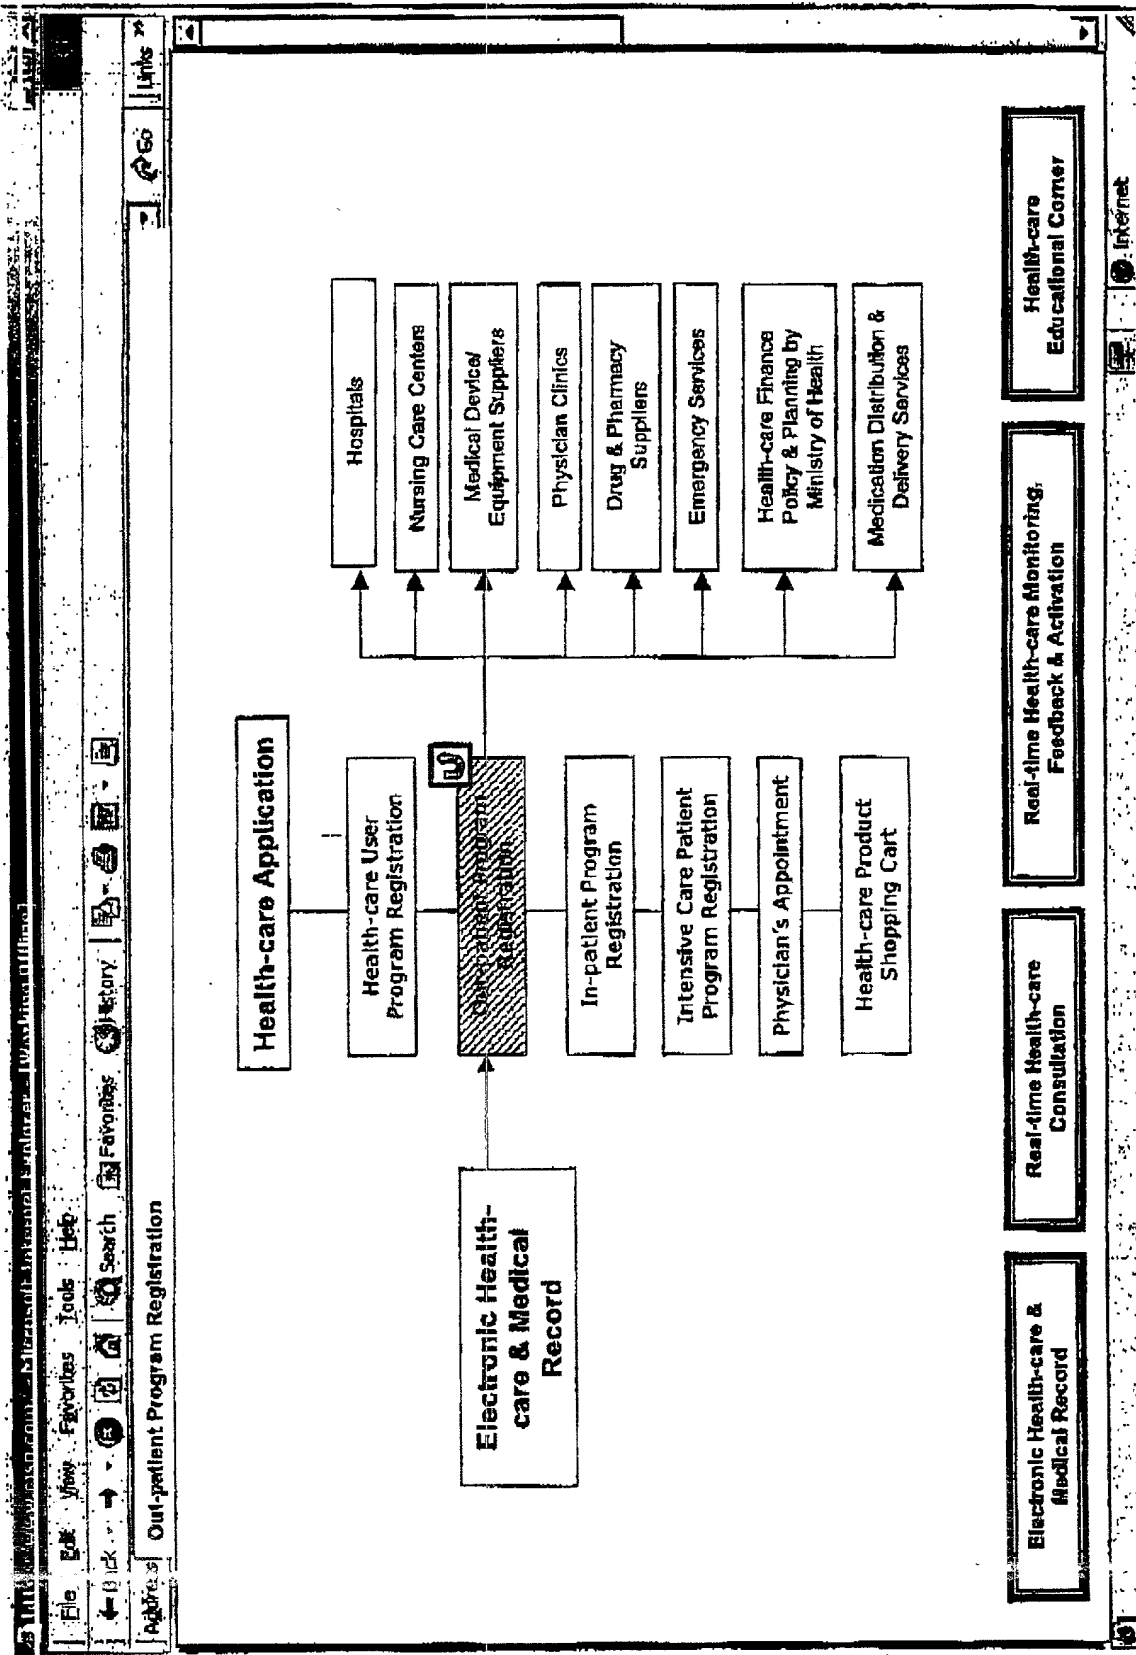 File Edit View Favorites Tools Help
Search Favorites History
Address Out-patient Program Registration
Go Links »
Health-care Application
Health-care User
Program Registration
Out-patient Program
Registration
In-patient Program
Registration
Intensive Care Patient
Program Registration
Physician's Appointment
Health-care Product
Shopping Cart
Electronic Health-
care & Medical
Record
Hospitals
Nursing Care Centers
Medical Device/
Equipment Suppliers
Physician Clinics
Drug & Pharmacy
Suppliers
Emergency Services
Health-care Finance
Policy & Planning by
Ministry of Health
Medication Distribution &
Delivery Services
Electronic Health-care &
Medical Record
Real-time Health-care
Consultation
Real-time Health-care Monitoring,
Feedback & Activation
Health-care
Educational Corner
Internet